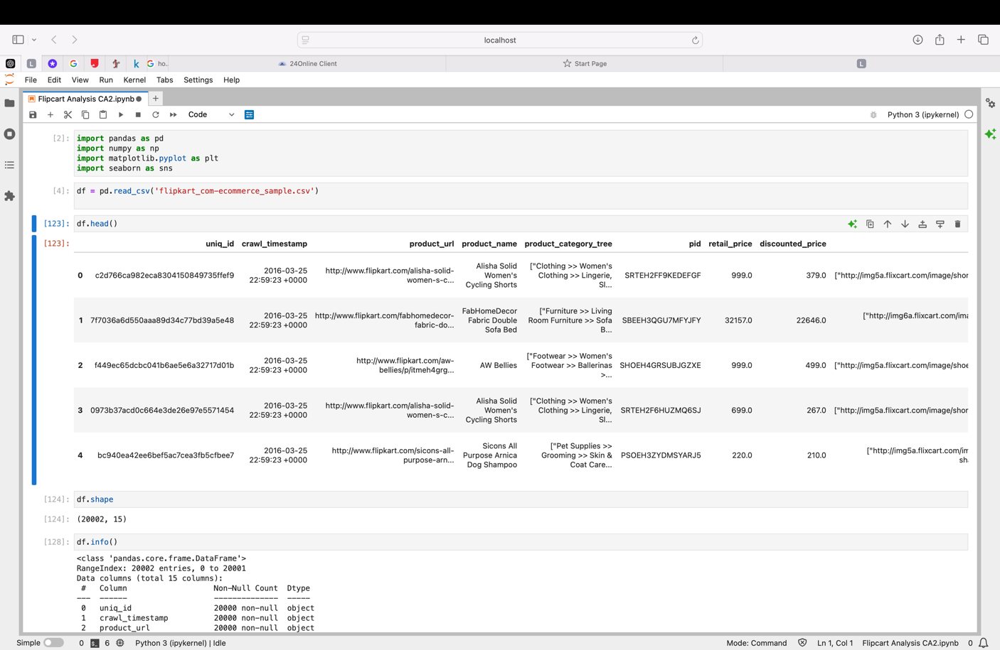 localhost
L
G
k
G ho..
24Online Client
Start Page
L
File Edit View Run Kernel Tabs Settings Help
Flipcart Analysis CA2.ipynb
Code
Python 3 (ipykernel)
[2]: import pandas as pd
import numpy as np
import matplotlib.pyplot as plt
import seaborn as sns
[4]: df = pd.read_csv('flipkart_com-ecommerce_sample.csv')
[123]: df.head()
[123]: uniq_id crawl_timestamp product_url product_name product_category_tree pid retail_price discounted_price
0 c2d766ca982eca8304150849735ffef9 2016-03-25 22:59:23 +0000 http://www.flipkart.com/alisha-solid-women-s-c... Alisha Solid Women's Cycling Shorts ["Clothing >> Women's Clothing >> Lingerie, Sl... SRTEH2FF9KEDEFGF 999.0 379.0 ["http://img5a.flixcart.com/image/shor
1 7f7036a6d550aaa89d34c77bd39a5e48 2016-03-25 22:59:23 +0000 http://www.flipkart.com/fabhomedecor-fabric-do... FabHomeDecor Fabric Double Sofa Bed ["Furniture >> Living Room Furniture >> Sofa B... SBEEH3QGU7MFYJFY 32157.0 22646.0 ["http://img6a.flixcart.com/ima
2 f449ec65dcbc041b6ae5e6a32717d01b 2016-03-25 22:59:23 +0000 http://www.flipkart.com/aw-bellies/p/itmeh4grg... AW Bellies ["Footwear >> Women's Footwear >> Ballerinas >... SHOEH4GRSUBJGZXE 999.0 499.0 ["http://img5a.flixcart.com/image/shoe
3 0973b37acd0c664e3de26e97e5571454 2016-03-25 22:59:23 +0000 http://www.flipkart.com/alisha-solid-women-s-c... Alisha Solid Women's Cycling Shorts ["Clothing >> Women's Clothing >> Lingerie, Sl... SRTEH2F6HUZMQ6SJ 699.0 267.0 ["http://img5a.flixcart.com/image/shor
4 bc940ea42ee6bef5ac7cea3fb5cfbee7 2016-03-25 22:59:23 +0000 http://www.flipkart.com/sicons-all-purpose-arn... Sicons All Purpose Arnica Dog Shampoo ["Pet Supplies >> Grooming >> Skin & Coat Care... PSOEH3ZYDMSYARJ5 220.0 210.0 ["http://img5a.flixcart.com/im sh
[124]: df.shape
[124]: (20002, 15)
[128]: df.info()
<class 'pandas.core.frame.DataFrame'>
RangeIndex: 20002 entries, 0 to 20001
Data columns (total 15 columns):
# Column Non-Null Count Dtype
--- ------ -------------- -----
0 uniq_id 20000 non-null object
1 crawl_timestamp 20000 non-null object
2 product_url 20000 non-null object
Simple 0 6 Python 3 (ipykernel) | Idle Mode: Command Ln 1, Col 1 Flipcart Analysis CA2.ipynb 0